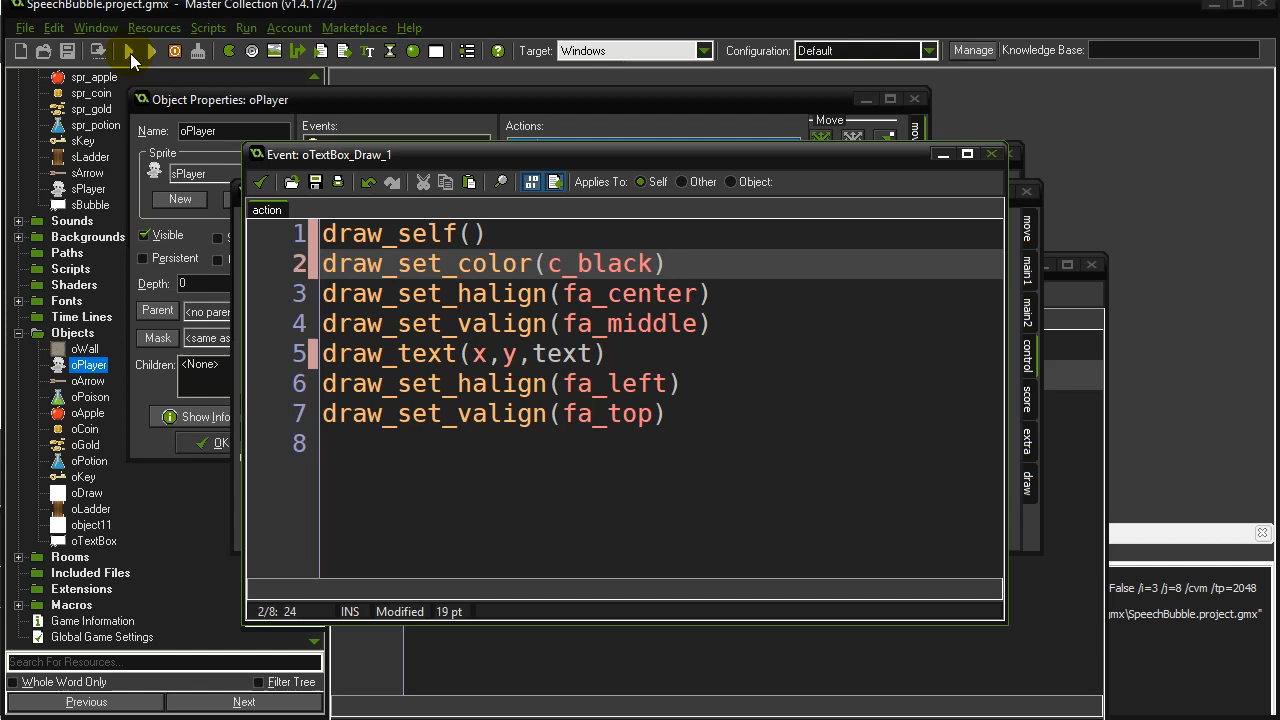 SpeechBubble.project.gmx - Master Collection (v1.4.1772)
File Edit Window Resources Scripts Run Account Marketplace Help
Target: Windows Configuration: Default Manage Knowledge Base:
spr_apple
spr_coin
spr_gold
spr_potion
sKey
sLadder
sArrow
sPlayer
sBubble
Sounds
Backgrounds
Paths
Scripts
Shaders
Fonts
Time Lines
Objects
oWall
oPlayer
oArrow
oPoison
oApple
oCoin
oGold
oPotion
oKey
oDraw
oLadder
object11
oTextBox
Rooms
Included Files
Extensions
Macros
Game Information
Global Game Settings
Search For Resources...
Whole Word Only Filter Tree
Previous Next
Object Properties: oPlayer
Name: oPlayer
Events:
Actions:
Move
Sprite
sPlayer
New
Visible
Persistent
Depth: 0
Parent <no paren
Mask <same as
Children: <None>
Show Info
OK
Event: oTextBox_Draw_1
Applies To: Self Other Object:
action
1 draw_self()
2 draw_set_color(c_black)
3 draw_set_halign(fa_center)
4 draw_set_valign(fa_middle)
5 draw_text(x,y,text)
6 draw_set_halign(fa_left)
7 draw_set_valign(fa_top)
8
2/8: 24 INS Modified 19 pt
move
main1
main2
control
score
extra
draw
False /i=3 /j=8 /cvm /tp=2048
mx\SpeechBubble.project.gmx"